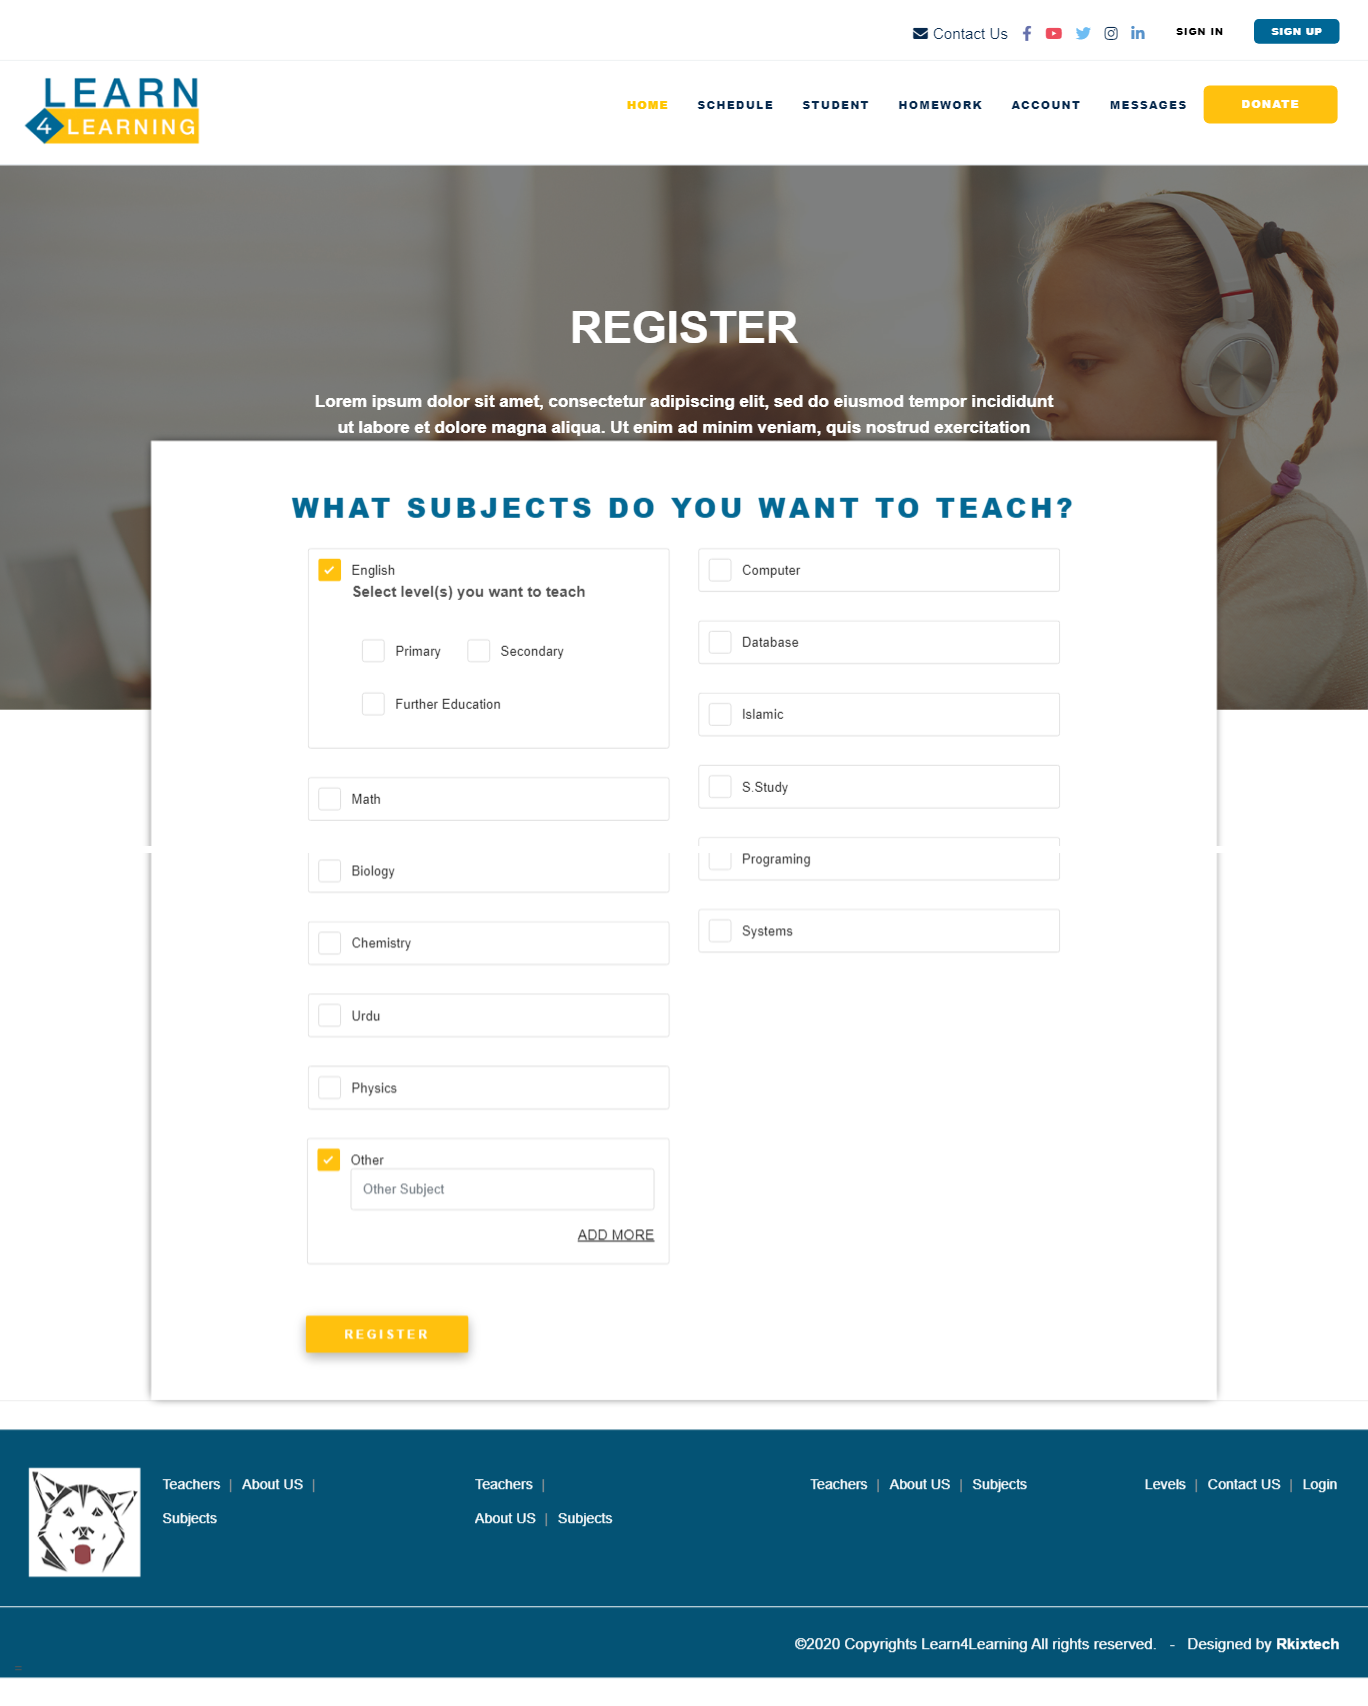 Contact Us
SIGN IN
SIGN UP
LEARN
4 LEARNING
HOME
SCHEDULE
STUDENT
HOMEWORK
ACCOUNT
MESSAGES
DONATE
REGISTER
Lorem ipsum dolor sit amet, consectetur adipiscing elit, sed do eiusmod tempor incididunt
ut labore et dolore magna aliqua. Ut enim ad minim veniam, quis nostrud exercitation
WHAT SUBJECTS DO YOU WANT TO TEACH?
English
Select level(s) you want to teach
Primary
Secondary
Further Education
Math
Biology
Chemistry
Urdu
Physics
Other
Other Subject
ADD MORE
Computer
Database
Islamic
S.Study
Programing
Systems
REGISTER
Teachers | About US |
Subjects
Teachers |
About US | Subjects
Teachers | About US | Subjects
Levels | Contact US | Login
©2020 Copyrights Learn4Learning All rights reserved. - Designed by Rkixtech